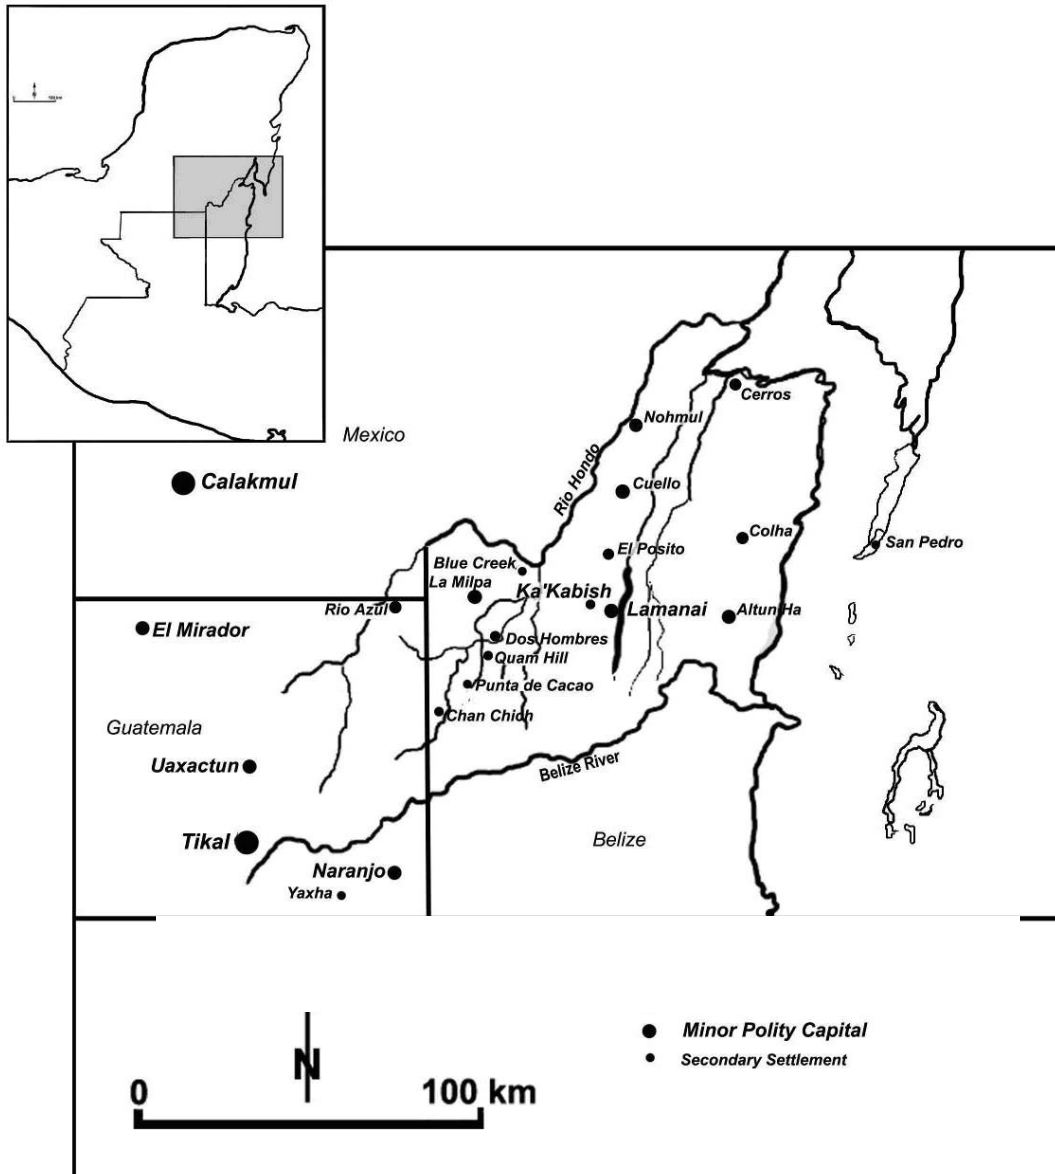 N
Mexico
Cerros
Nohmul
Rio Hondo
Calakmul
Cuello
Colha
San Pedro
El Posito
Blue Creek
La Milpa
Ka'Kabish
Rio Azul
Lamanai
Altun Ha
El Mirador
Dos Hombres
Quam Hill
Punta de Cacao
Chan Chich
Guatemala
Uaxactun
Belize River
Tikal
Belize
Naranjo
Yaxha
Minor Polity Capital
N
Secondary Settlement
0 100 km